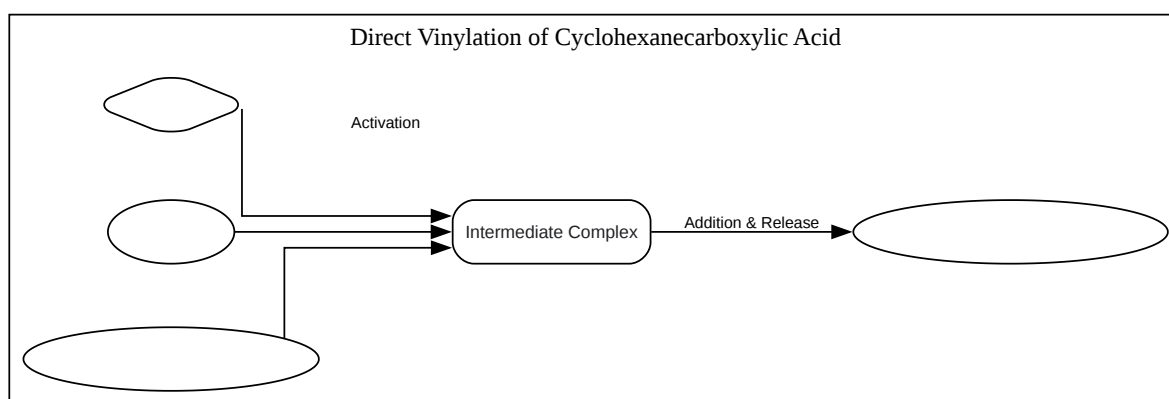 Direct Vinylation of Cyclohexanecarboxylic Acid
Activation
Intermediate Complex
Addition & Release